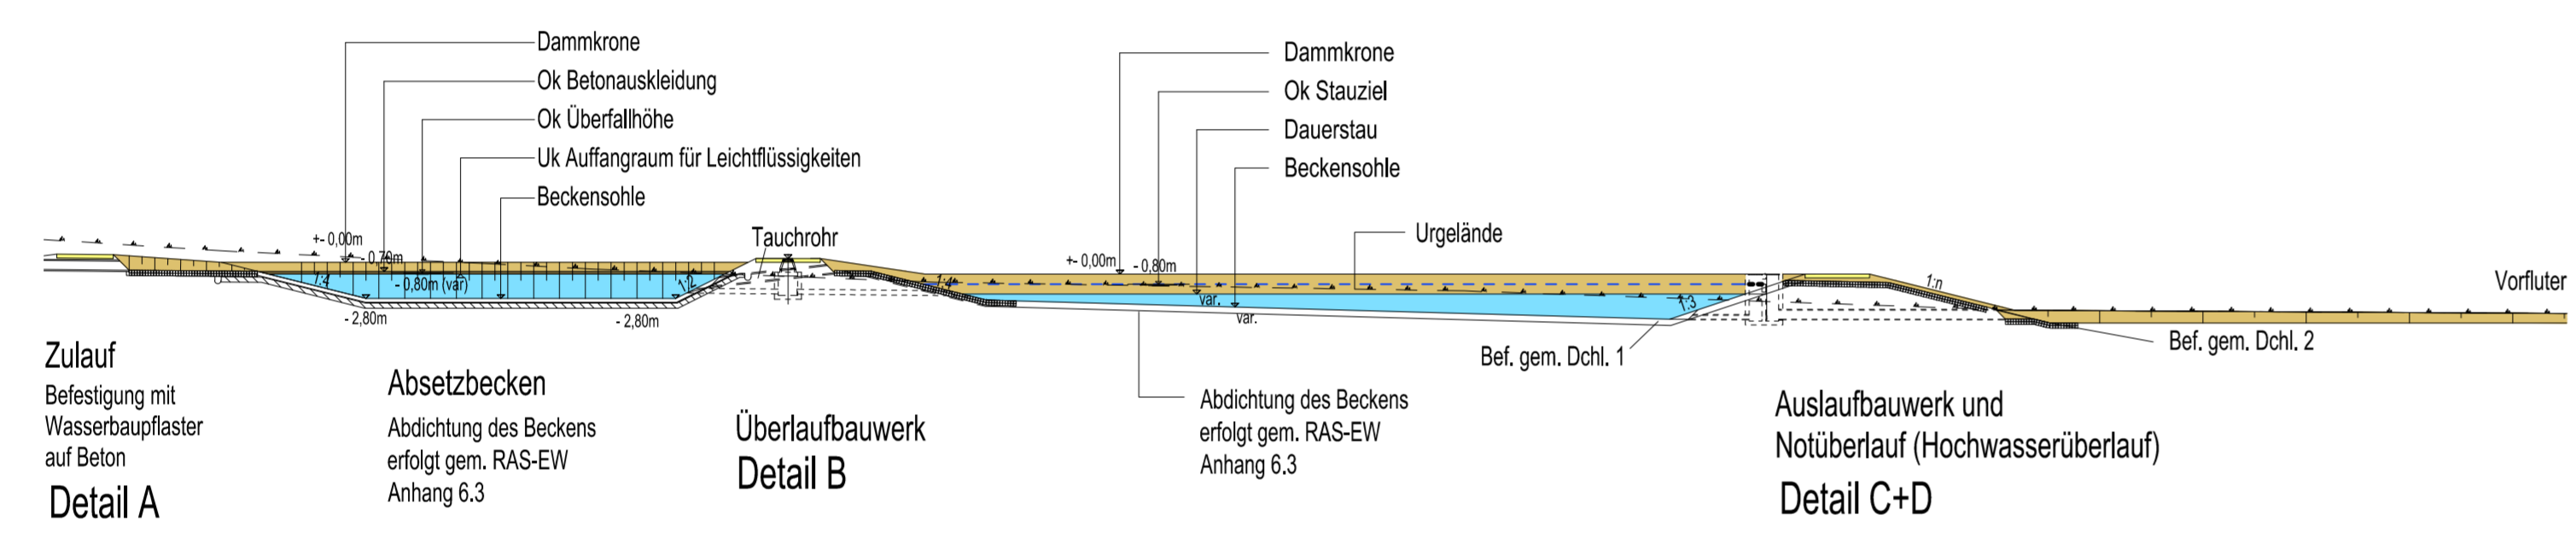 Dammkrone
Ok Betonauskleidung
Ok Überfallhöhe
Uk Auffangraum für Leichtflüssigkeiten
Beckensohle
+- 0,00m
- 0,70m
- 0,80m (var)
1:4
1:2
- 2,80m
- 2,80m
Tauchrohr
Dammkrone
Ok Stauziel
Dauerstau
Beckensohle
Urgelände
+- 0,00m
- 0,80m
1:4
var.
var.
1:3
1:n
Vorfluter
Bef. gem. Dchl. 1
Bef. gem. Dchl. 2
Zulauf
Befestigung mit
Wasserbaupflaster
auf Beton
Detail A
Absetzbecken
Abdichtung des Beckens
erfolgt gem. RAS-EW
Anhang 6.3
Überlaufbauwerk
Detail B
Abdichtung des Beckens
erfolgt gem. RAS-EW
Anhang 6.3
Auslaufbauwerk und
Notüberlauf (Hochwasserüberlauf)
Detail C+D